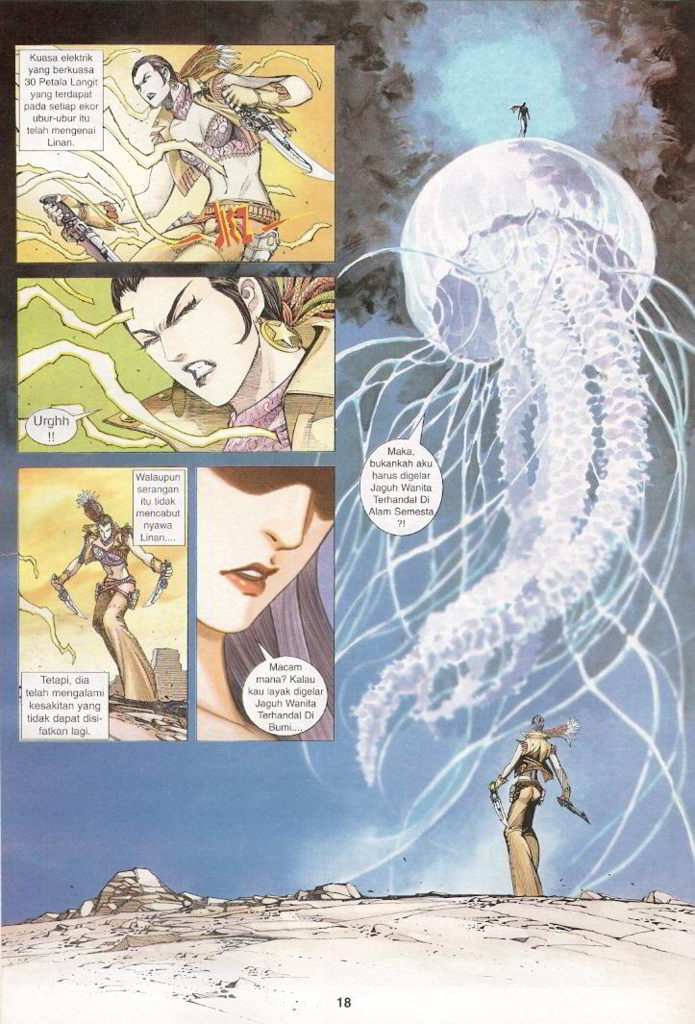 Kuasa elektrik
yang berkuasa
30 Petala Langit
yang terdapat
pada setiap ekor
ubur-ubur itu
telah mengenai
Linan.
Urghh
!!
Walaupun
serangan
itu tidak
mencabut
nyawa
Linan....
Tetapi, dia
telah mengalami
kesakitan yang
tidak dapat disi-
fatkan lagi.
Macam
mana? Kalau
kau layak digelar
Jaguh Wanita
Terhandal Di
Bumi....
Maka,
bukankah aku
harus digelar
Jaguh Wanita
Terhandal Di
Alam Semesta
?!
18